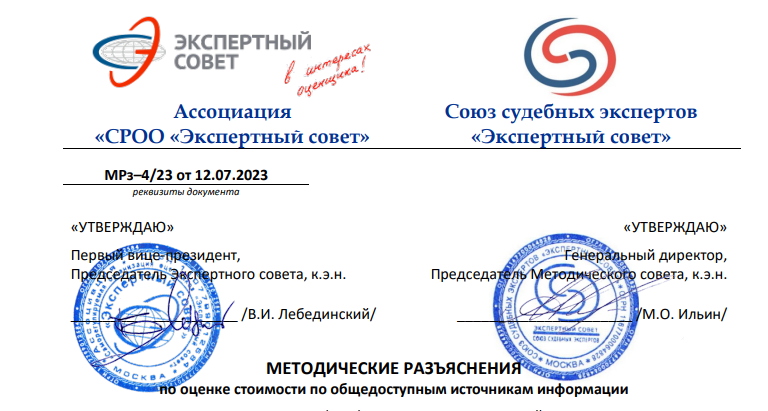 ЭКСПЕРТНЫЙ
СОВЕТ
в интересах
оценщика!
Ассоциация
«СРОО «Экспертный совет»
Союз судебных экспертов
«Экспертный совет»
МРз–4/23 от 12.07.2023
реквизиты документа
«УТВЕРЖДАЮ»
Первый вице-президент,
Председатель Экспертного совета, к.э.н.
/В.И. Лебединский/
«УТВЕРЖДАЮ»
Генеральный директор,
Председатель Методического совета, к.э.н.
/М.О. Ильин/
ЭКСПЕРТНЫЙ СОВЕТ
СОЮЗ СУДЕБНЫХ ЭКСПЕРТОВ
МОСКВА
МОСКВА
МЕТОДИЧЕСКИЕ РАЗЪЯСНЕНИЯ
по оценке стоимости по общедоступным источникам информации